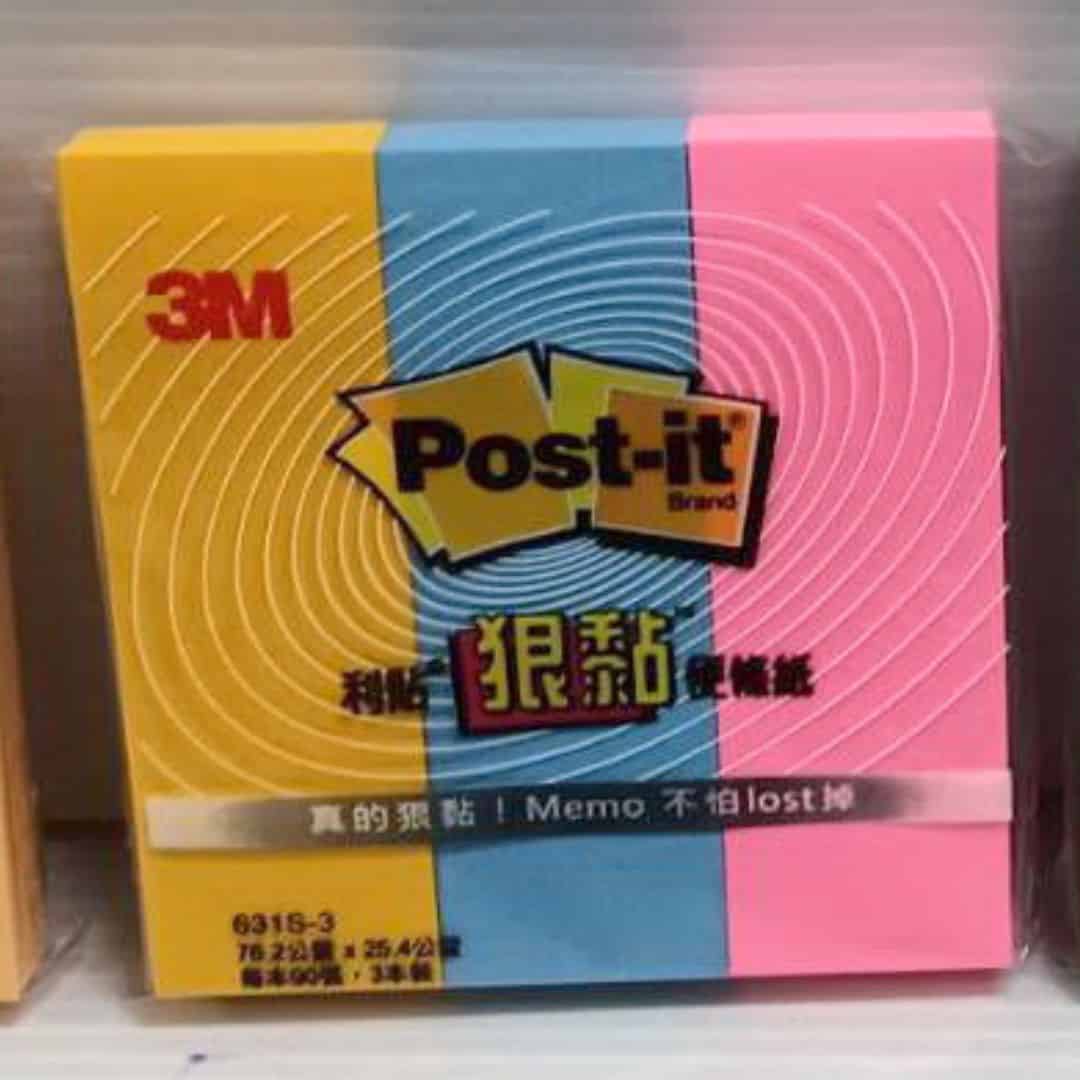 3M
Post-it®
Brand
利貼 狠黏™ 便條紙
真的狠黏！Memo 不怕lost掉
631S-3
76.2公釐 x 25.4公釐
每本90張，3本裝